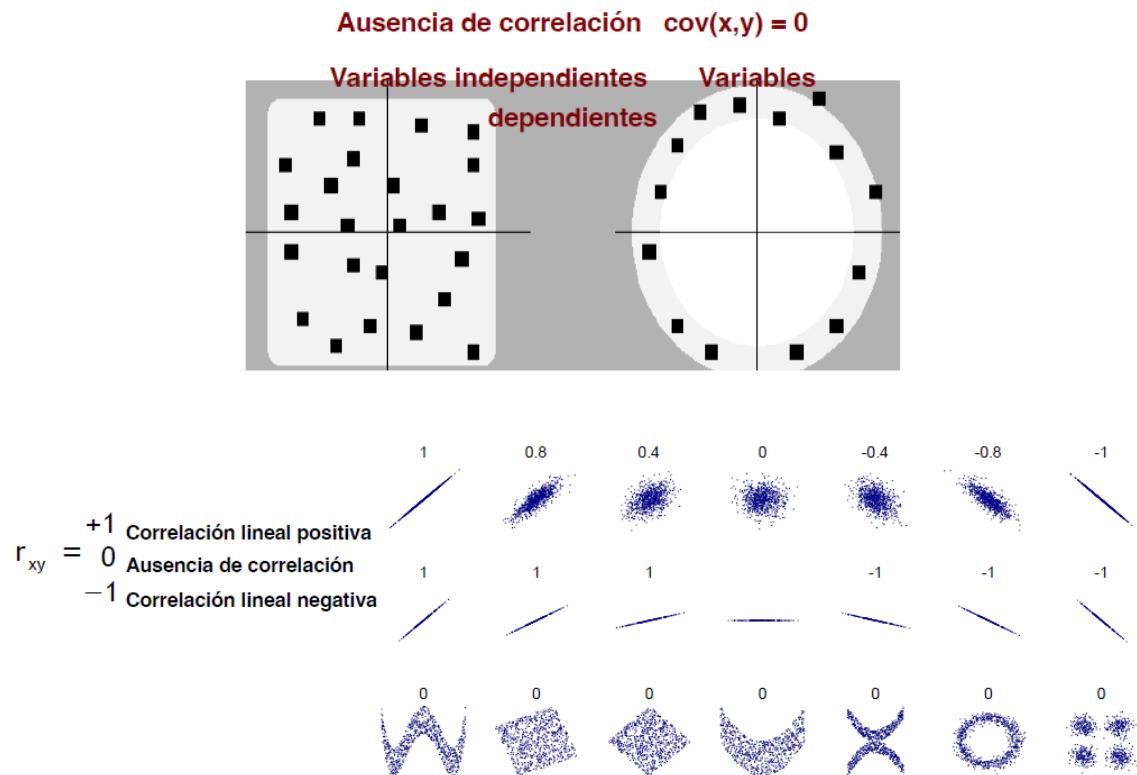 Ausencia de correlación cov(x,y) = 0
Variables independientes Variables
dependientes
1 0.8 0.4 0 -0.4 -0.8 -1
r xy = +1 Correlación lineal positiva
0 Ausencia de correlación
−1 Correlación lineal negativa
1 1 1 -1 -1 -1
0 0 0 0 0 0 0